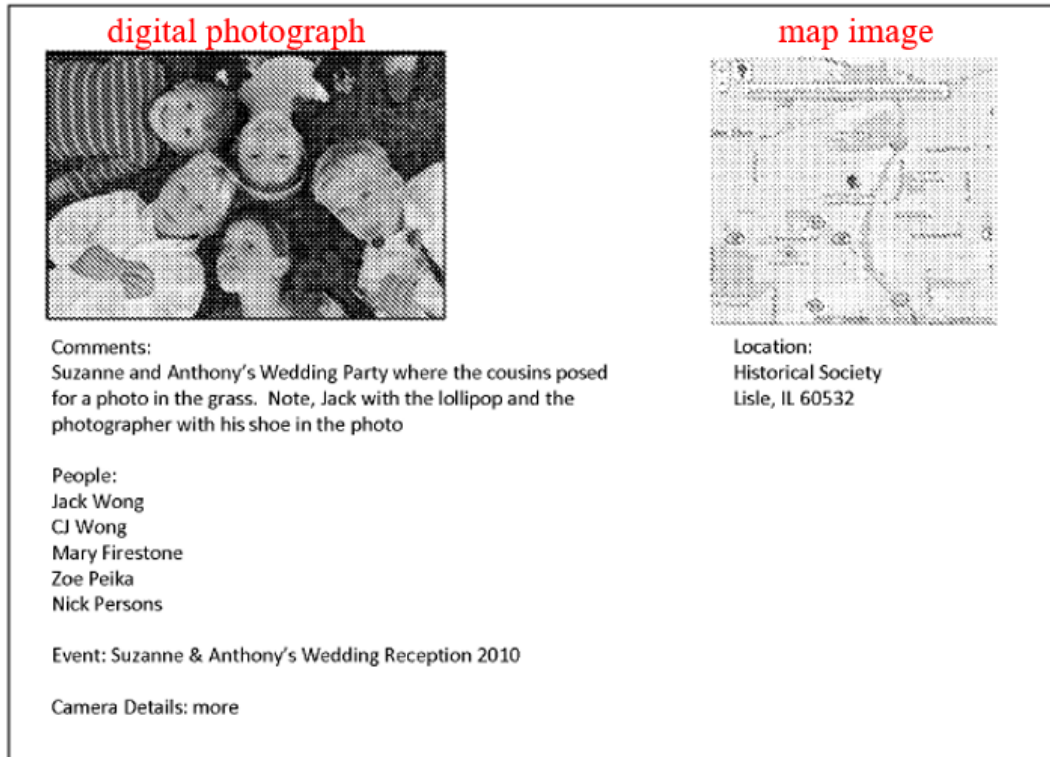 digital photograph
map image
Comments:
Suzanne and Anthony's Wedding Party where the cousins posed
for a photo in the grass.  Note, Jack with the lollipop and the
photographer with his shoe in the photo
Location:
Historical Society
Lisle, IL 60532
People:
Jack Wong
CJ Wong
Mary Firestone
Zoe Peika
Nick Persons
Event: Suzanne & Anthony's Wedding Reception 2010
Camera Details: more